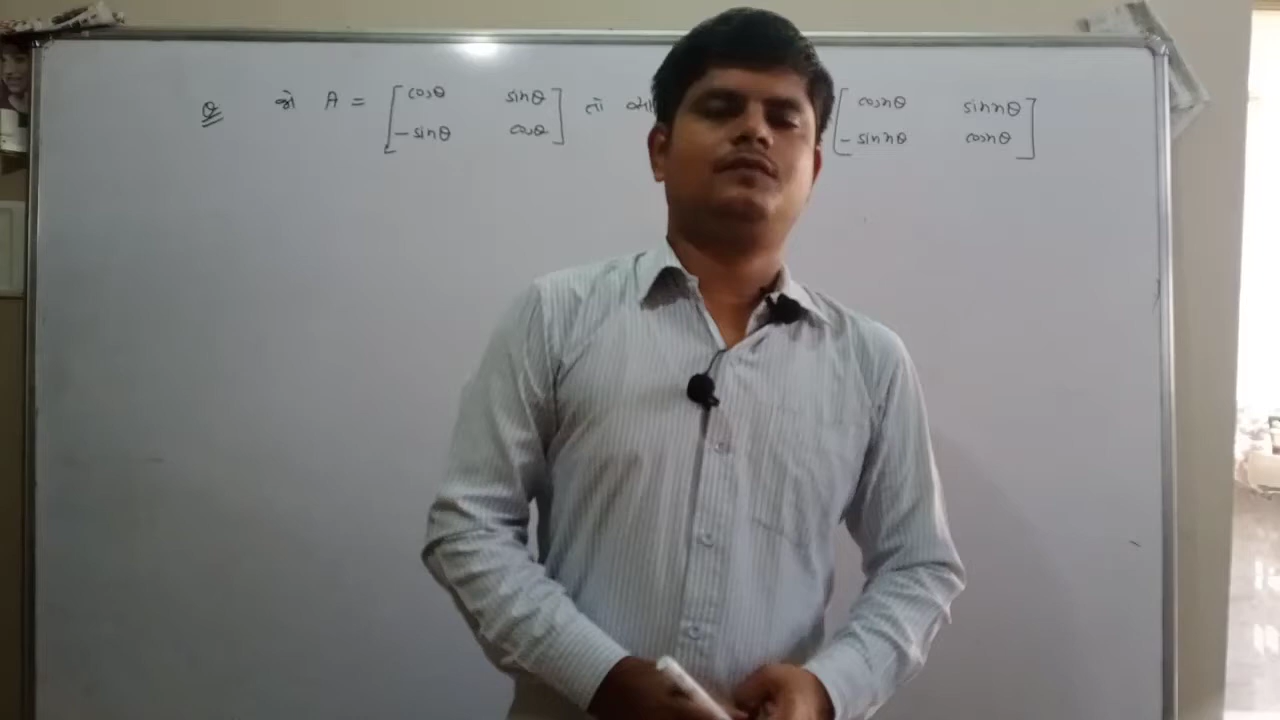 Q જો A = [ cosθ sinθ ] તો [ cosnθ sinnθ ]
[ -sinθ cosθ ] [ -sinnθ cosnθ ]